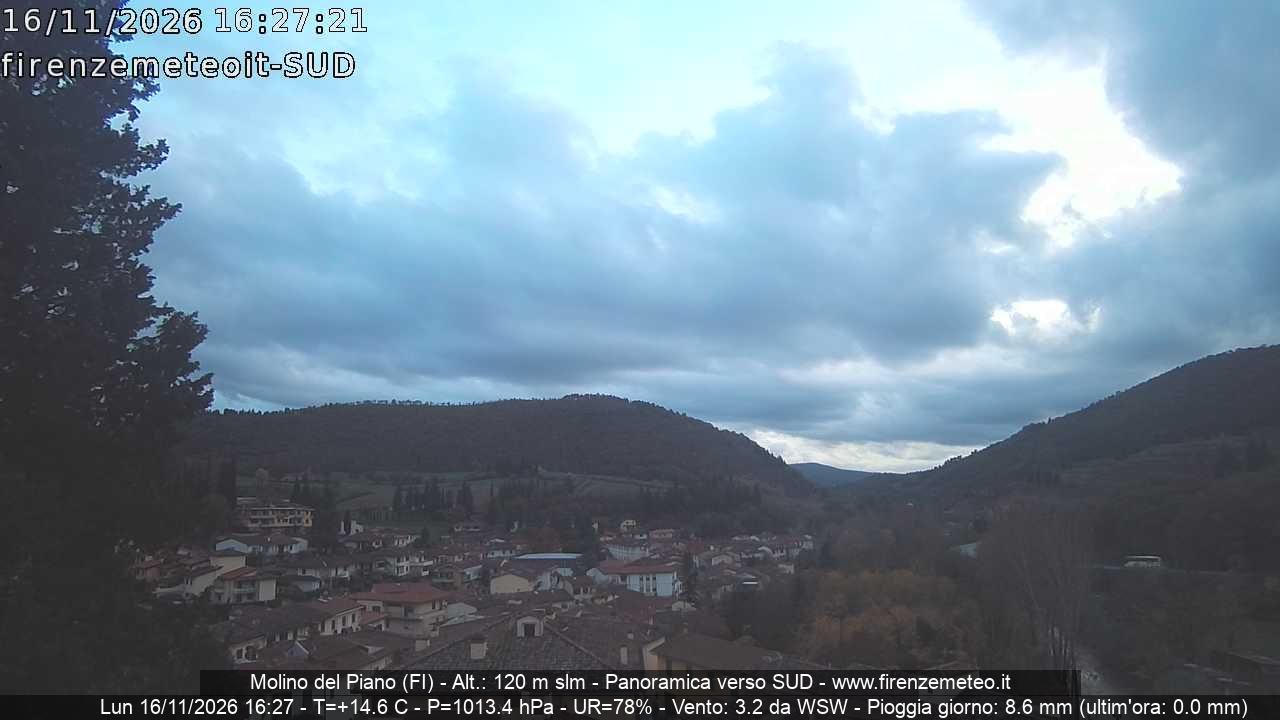 16/11/2026 16:27:21
firenzemeteoit-SUD
Molino del Piano (FI) - Alt.: 120 m slm - Panoramica verso SUD - www.firenzemeteo.it
Lun 16/11/2026 16:27 - T=+14.6 C - P=1013.4 hPa - UR=78% - Vento: 3.2 da WSW - Pioggia giorno: 8.6 mm (ultim'ora: 0.0 mm)